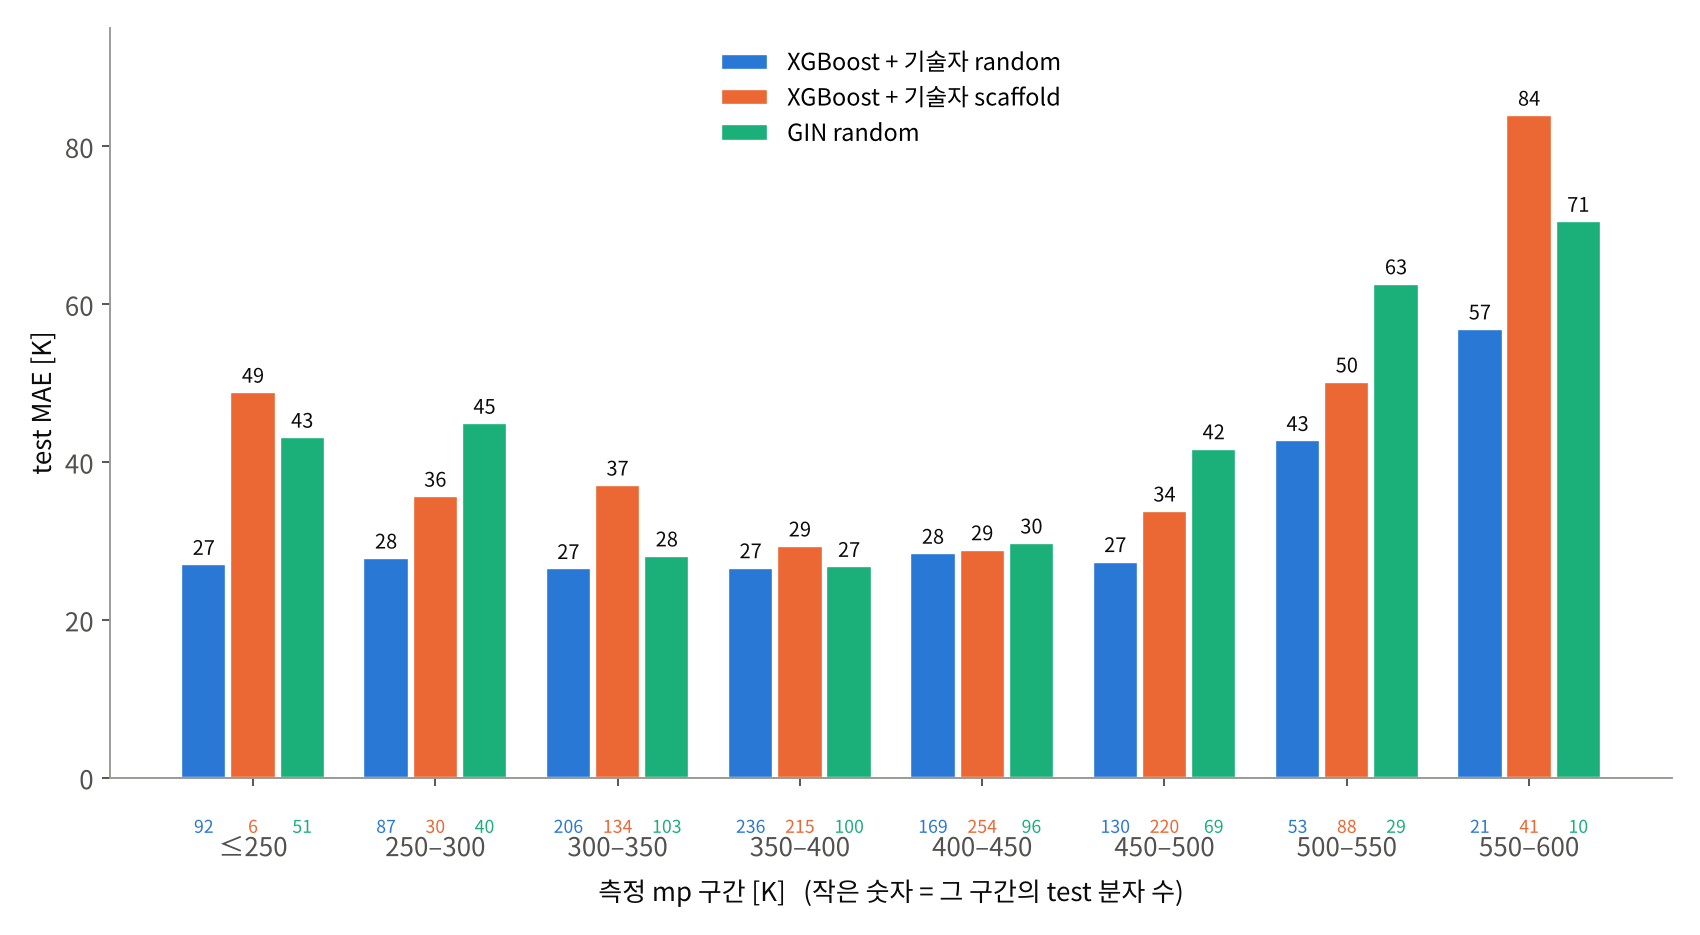 XGBoost + 기술자 random
XGBoost + 기술자 scaffold
GIN random
test MAE [K]
80
60
40
20
0
27 49 43
28 36 45
27 37 28
27 29 27
28 29 30
27 34 42
43 50 63
57 84 71
92 6 51
87 30 40
206 134 103
236 215 100
169 254 96
130 220 69
53 88 29
21 41 10
≤250 250–300 300–350 350–400 400–450 450–500 500–550 550–600
측정 mp 구간 [K] (작은 숫자 = 그 구간의 test 분자 수)